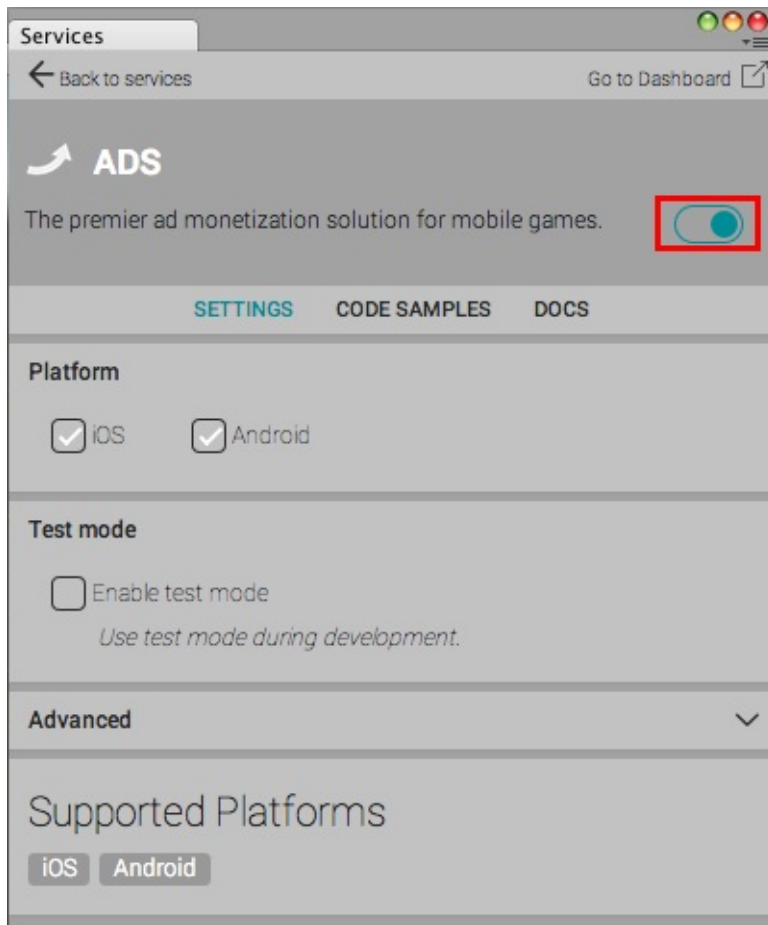 Services
Back to services
Go to Dashboard
ADS
The premier ad monetization solution for mobile games.
SETTINGS CODE SAMPLES DOCS
Platform
iOS Android
Test mode
Enable test mode
Use test mode during development.
Advanced
Supported Platforms
iOS Android